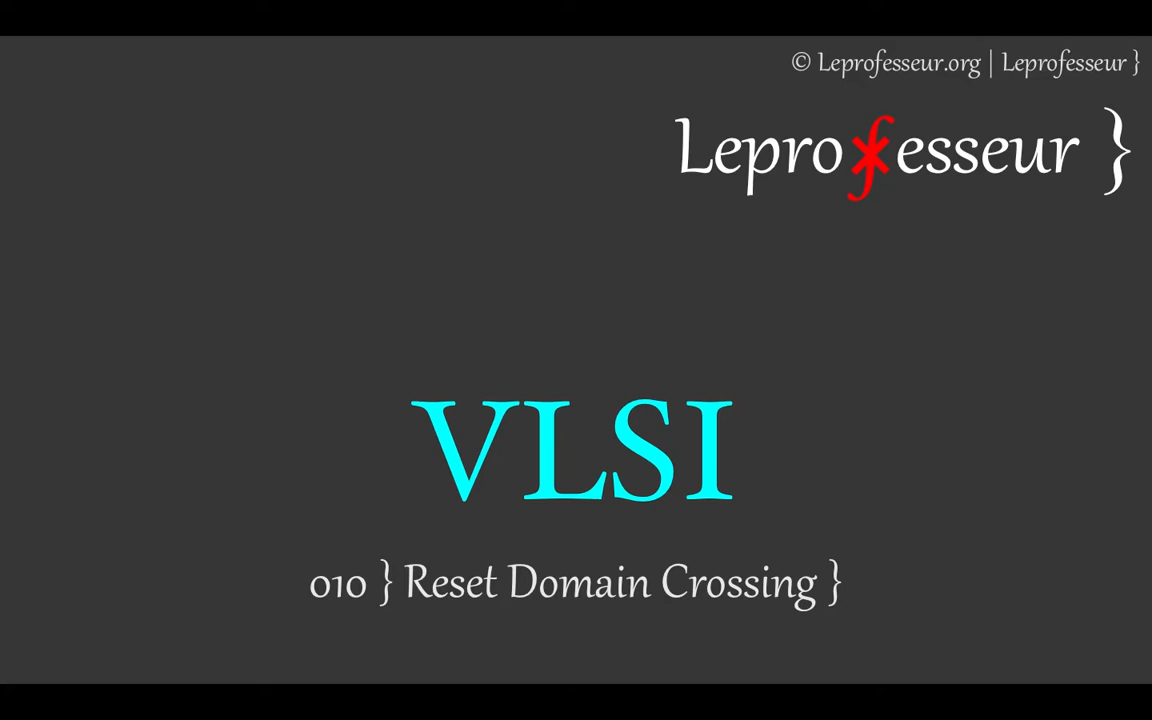 © Leprofesseur.org | Leprofesseur }
Leprofesseur }
VLSI
010 } Reset Domain Crossing }